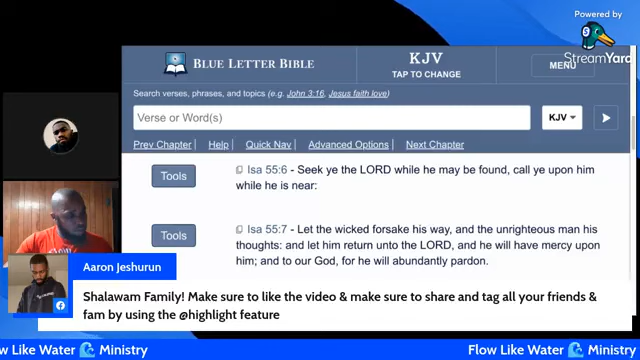 Powered by
StreamYard
BLUE LETTER BIBLE
KJV
TAP TO CHANGE
MENU
Search verses, phrases, and topics (e.g. John 3:16, Jesus faith love)
Verse or Word(s)
KJV
Prev Chapter | Help | Quick Nav | Advanced Options | Next Chapter
Tools
Isa 55:6 - Seek ye the LORD while he may be found, call ye upon him
while he is near:
Tools
Isa 55:7 - Let the wicked forsake his way, and the unrighteous man his
thoughts: and let him return unto the LORD, and he will have mercy upon
him; and to our God, for he will abundantly pardon.
Aaron Jeshurun
Shalawam Family! Make sure to like the video & make sure to share and tag all your friends &
fam by using the @highlight feature
w Like Water 🌊 Ministry
Flow Like Water 🌊 Ministry